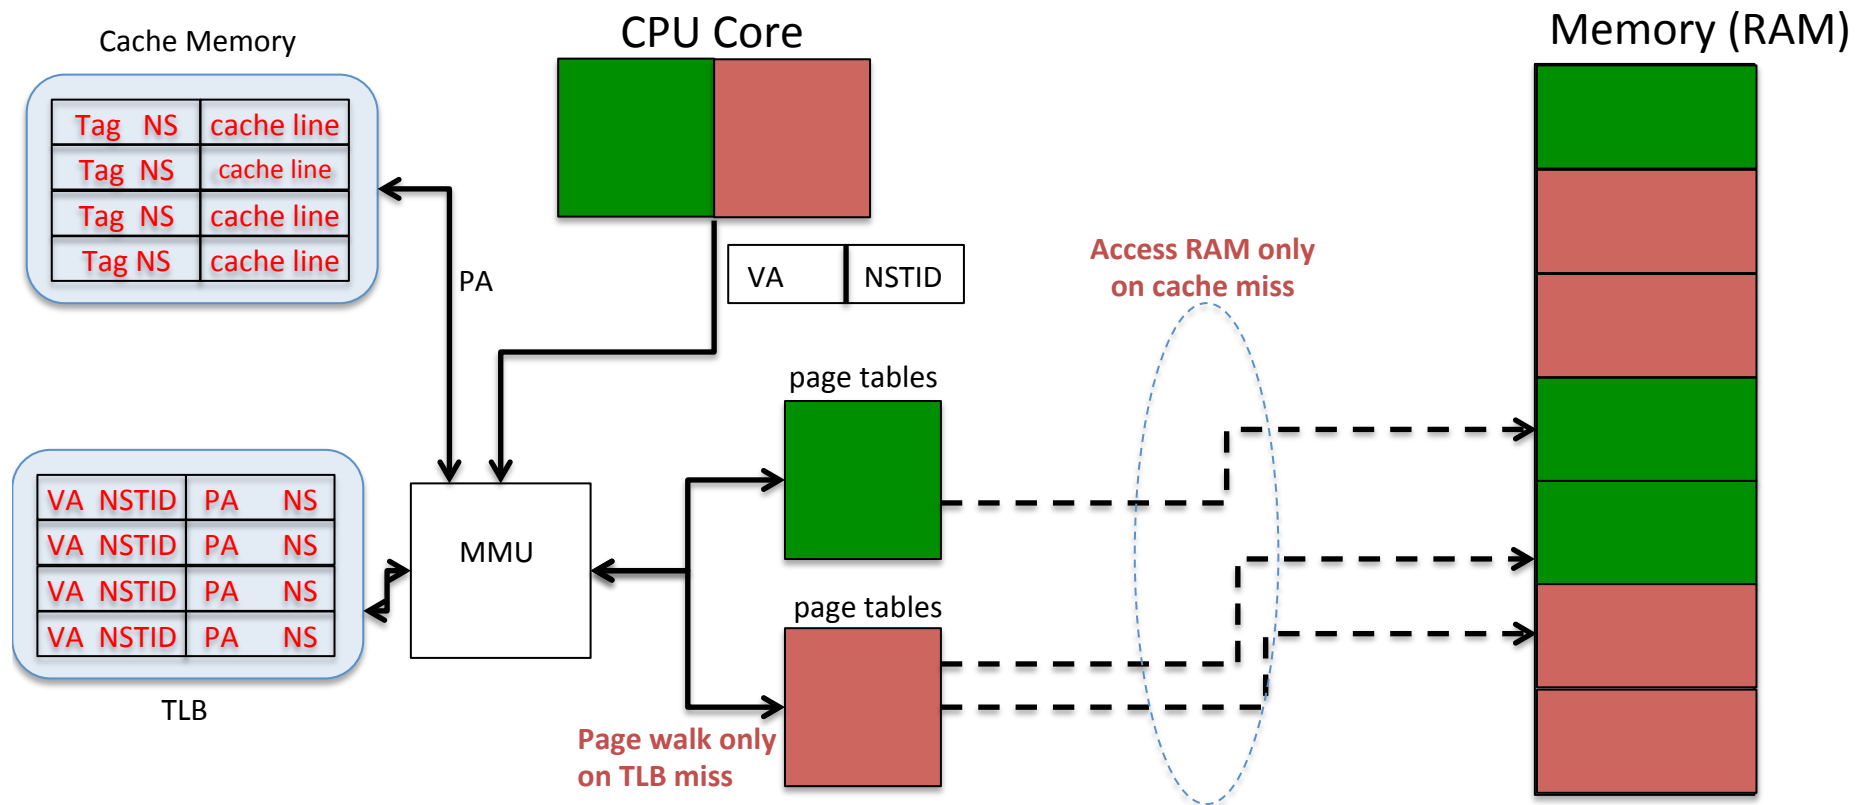 Cache Memory
CPU Core
Memory (RAM)
Tag NS cache line
Tag NS cache line
Tag NS cache line
Tag NS cache line
PA
VA NSTID
Access RAM only
on cache miss
page tables
VA NSTID PA NS
VA NSTID PA NS
VA NSTID PA NS
VA NSTID PA NS
MMU
page tables
TLB
Page walk only
on TLB miss